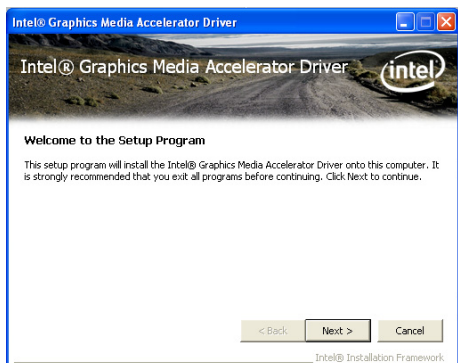 Intel® Graphics Media Accelerator Driver
Intel® Graphics Media Accelerator Driver
intel
Welcome to the Setup Program
This setup program will install the Intel® Graphics Media Accelerator Driver onto this computer. It
is strongly recommended that you exit all programs before continuing. Click Next to continue.
< Back Next > Cancel
Intel® Installation Framework